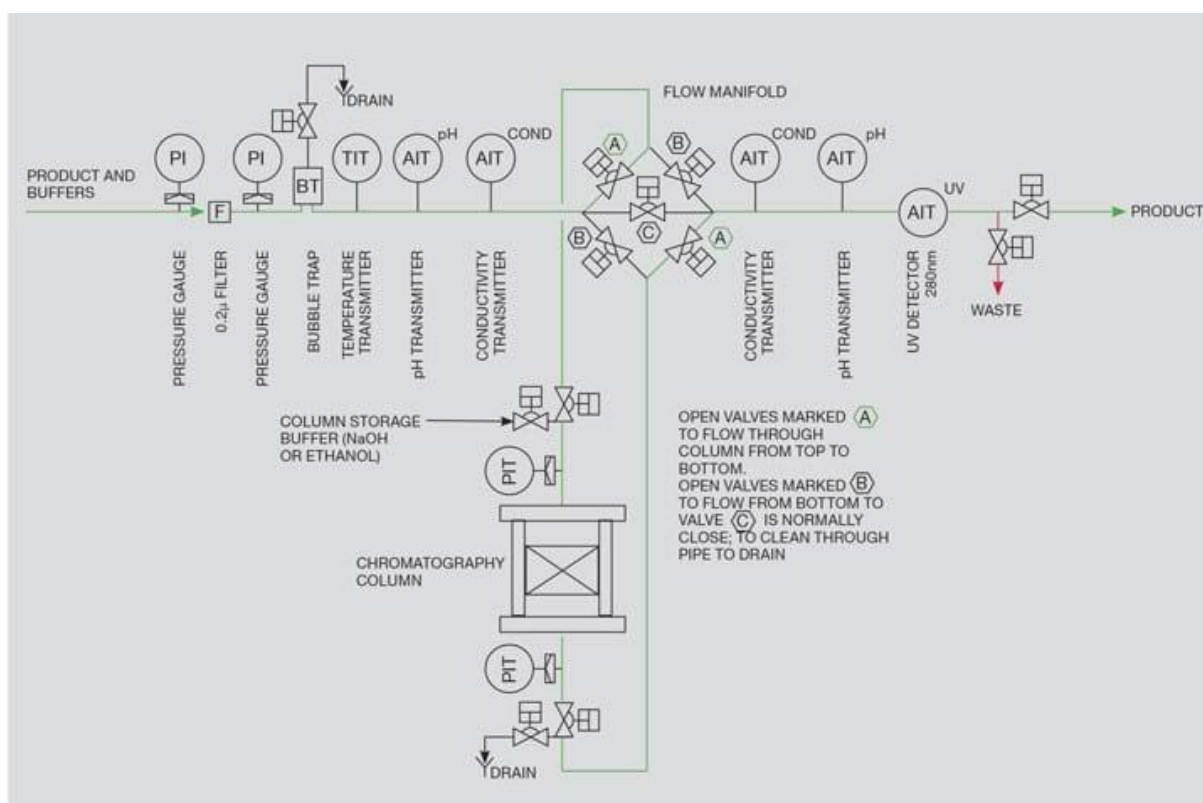 DRAIN
FLOW MANIFOLD
pH
COND
A
B
COND
pH
PI
PI
TIT
AIT
AIT
AIT
AIT
PRODUCT AND
BUFFERS
BT
UV
F
C
AIT
PRODUCT
B
A
PRESSURE GAUGE
0.2μ FILTER
PRESSURE GAUGE
BUBBLE TRAP
TEMPERATURE
TRANSMITTER
pH TRANSMITTER
CONDUCTIVITY
TRANSMITTER
CONDUCTIVITY
TRANSMITTER
pH TRANSMITTER
UV DETECTOR
280nm
WASTE
COLUMN STORAGE
BUFFER (NaOH
OR ETHANOL)
PIT
OPEN VALVES MARKED A
TO FLOW THROUGH
COLUMN FROM TOP TO
BOTTOM.
OPEN VALVES MARKED B
TO FLOW FROM BOTTOM TO
VALVE C IS NORMALLY
CLOSE; TO CLEAN THROUGH
PIPE TO DRAIN
CHROMATOGRAPHY
COLUMN
PIT
DRAIN